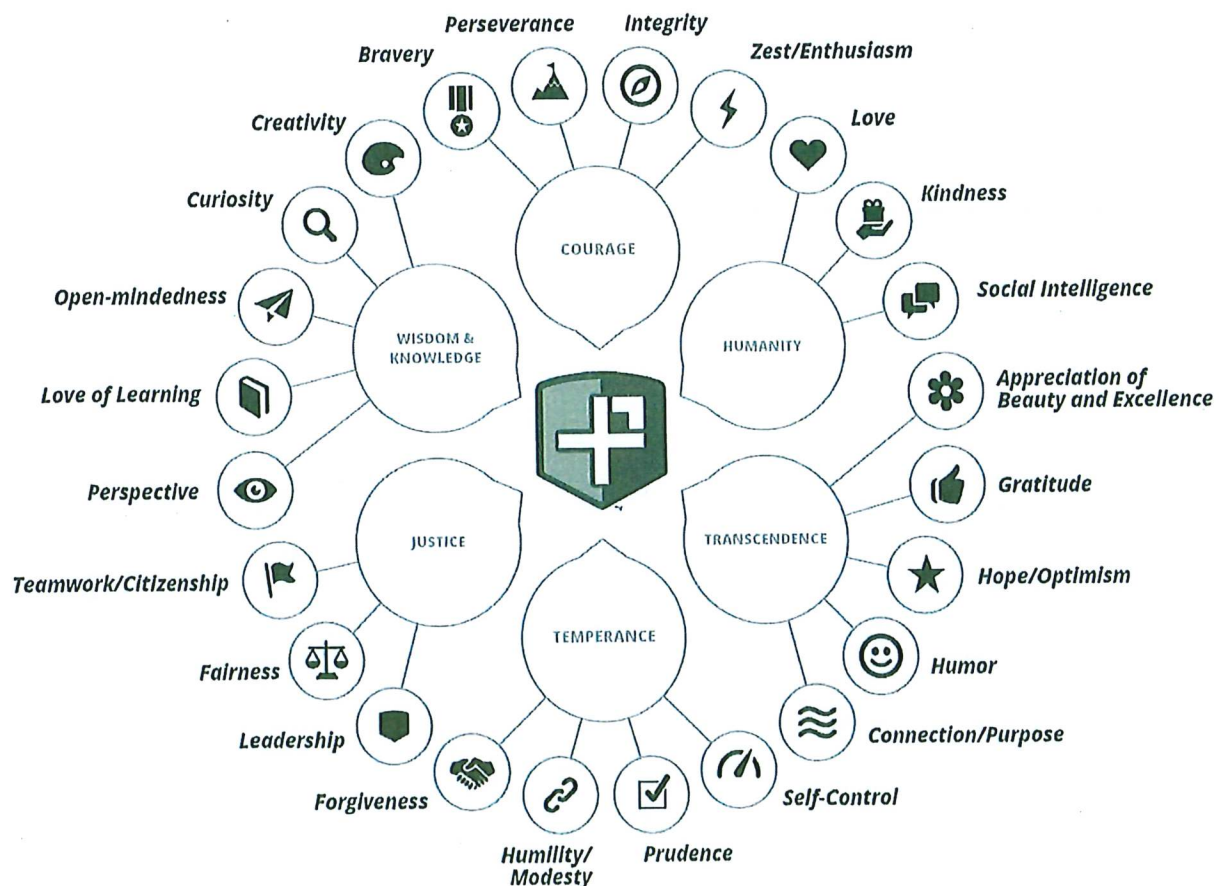 Perseverance
Integrity
Bravery
Zest/Enthusiasm
Creativity
Love
Curiosity
Kindness
COURAGE
Open-mindedness
Social Intelligence
WISDOM &
KNOWLEDGE
HUMANITY
Love of Learning
Appreciation of
Beauty and Excellence
Perspective
Gratitude
JUSTICE
TRANSCENDENCE
Teamwork/Citizenship
Hope/Optimism
TEMPERANCE
Fairness
Humor
Leadership
Connection/Purpose
Forgiveness
Self-Control
Humility/
Modesty
Prudence